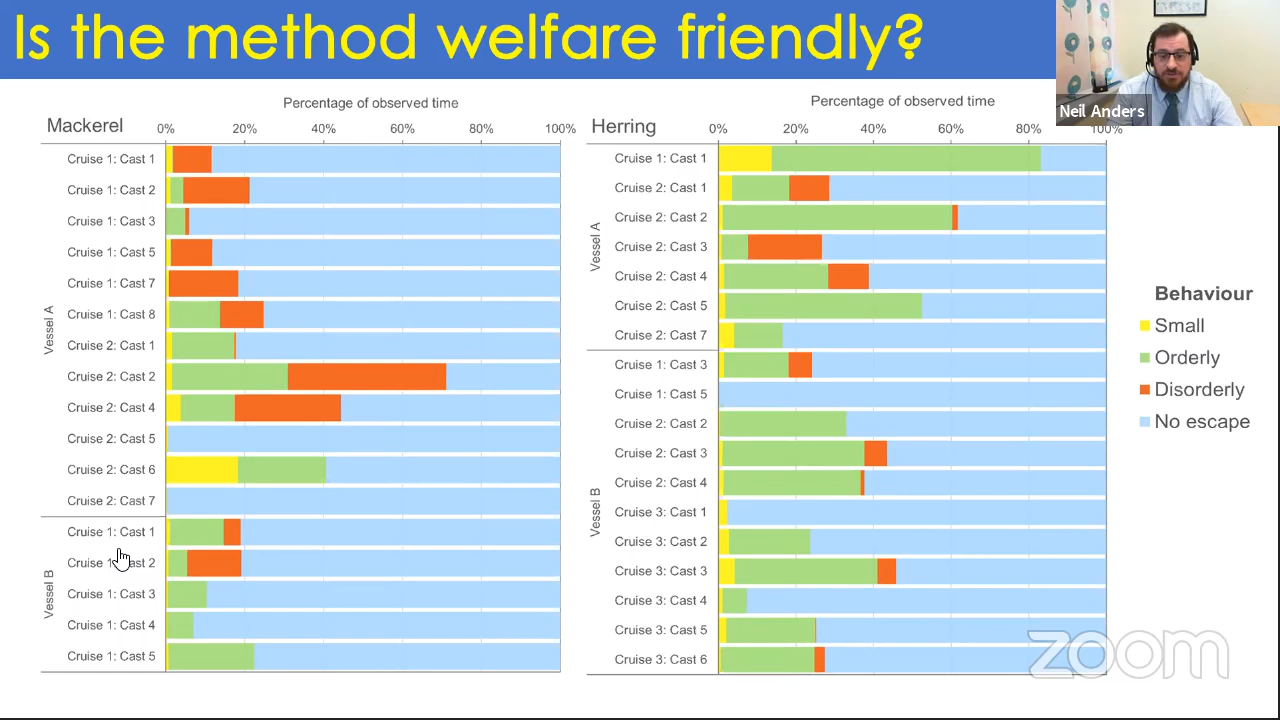 Is the method welfare friendly?
Neil Anders
Percentage of observed time
Mackerel
0%
20%
40%
60%
80%
100%
Vessel A
Cruise 1: Cast 1
Cruise 1: Cast 2
Cruise 1: Cast 3
Cruise 1: Cast 5
Cruise 1: Cast 7
Cruise 1: Cast 8
Cruise 2: Cast 1
Cruise 2: Cast 2
Cruise 2: Cast 4
Cruise 2: Cast 5
Cruise 2: Cast 6
Cruise 2: Cast 7
Vessel B
Cruise 1: Cast 1
Cruise 1: Cast 2
Cruise 1: Cast 3
Cruise 1: Cast 4
Cruise 1: Cast 5
Percentage of observed time
Herring
0%
20%
40%
60%
80%
100%
Vessel A
Cruise 1: Cast 1
Cruise 2: Cast 1
Cruise 2: Cast 2
Cruise 2: Cast 3
Cruise 2: Cast 4
Cruise 2: Cast 5
Cruise 2: Cast 7
Vessel B
Cruise 1: Cast 3
Cruise 1: Cast 5
Cruise 2: Cast 2
Cruise 2: Cast 3
Cruise 2: Cast 4
Cruise 3: Cast 1
Cruise 3: Cast 2
Cruise 3: Cast 3
Cruise 3: Cast 4
Cruise 3: Cast 5
Cruise 3: Cast 6
Behaviour
Small
Orderly
Disorderly
No escape
zoom